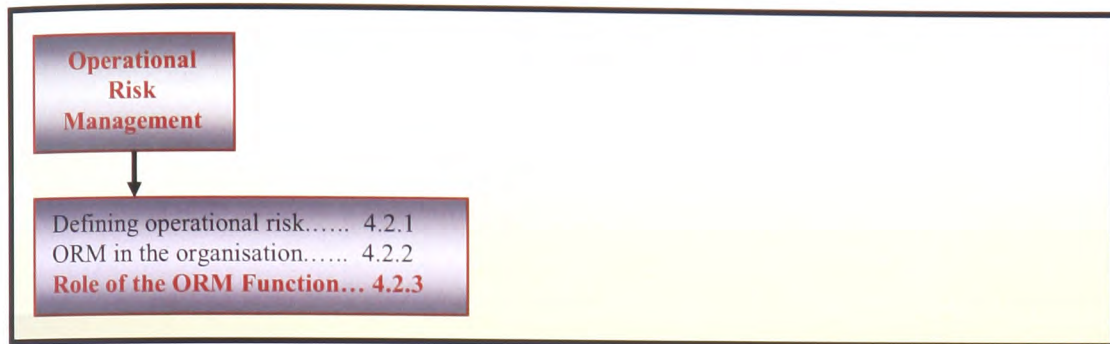 Operational
Risk
Management
Defining operational risk...... 4.2.1
ORM in the organisation...... 4.2.2
Role of the ORM Function... 4.2.3